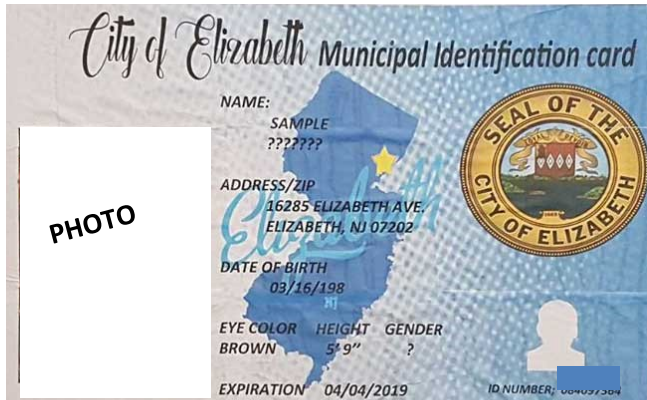 City of Elizabeth Municipal Identification card
NAME:
SAMPLE
???????
PHOTO
ADDRESS/ZIP
16285 ELIZABETH AVE.
ELIZABETH, NJ 07202
Elizabeth
NJ
DATE OF BIRTH
03/16/198
EYE COLOR HEIGHT GENDER
BROWN 5' 9" ?
EXPIRATION 04/04/2019
ID NUMBER;
SEAL OF THE
CITY OF ELIZABETH